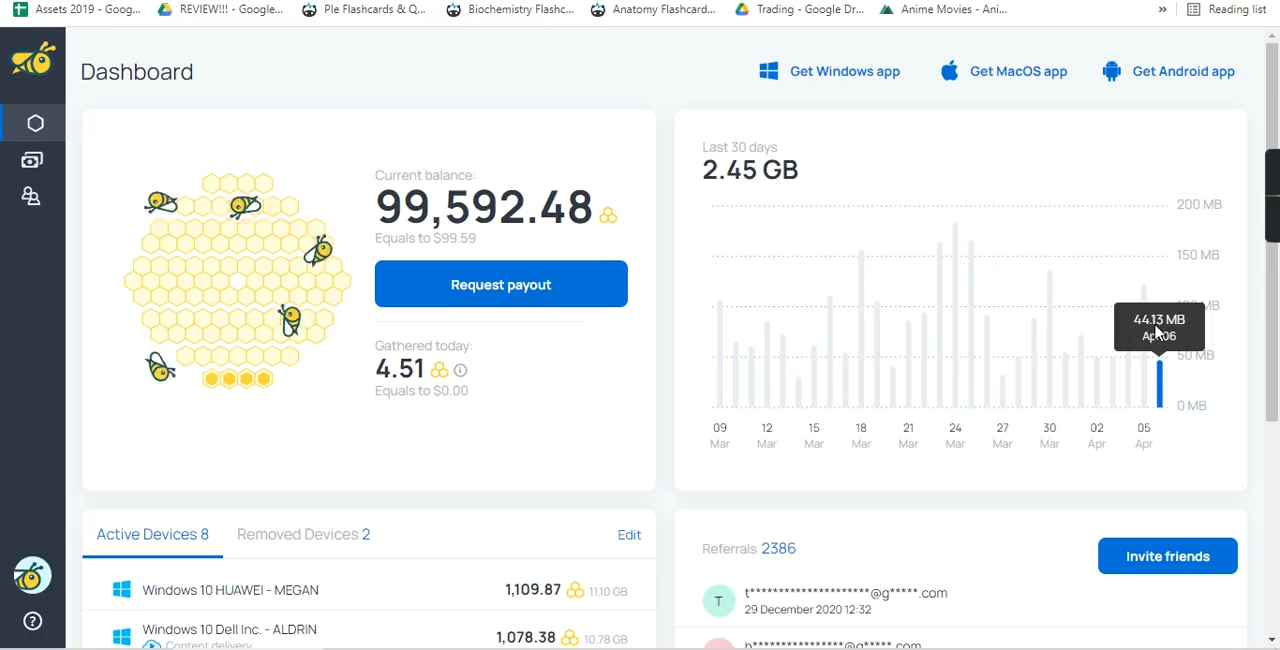 Assets 2019 - Goog... REVIEW!!! - Google... Ple Flashcards & Q... Biochemistry Flashc... Anatomy Flashcard... Trading - Google Dr... Anime Movies - Ani... » Reading list
Dashboard
Get Windows app
Get MacOS app
Get Android app
Current balance:
99,592.48
Equals to $99.59
Request payout
Gathered today:
4.51
Equals to $0.00
Last 30 days
2.45 GB
200 MB
150 MB
44.13 MB
50 MB
0 MB
09 12 15 18 21 24 27 30 02 05
Mar Mar Mar Mar Mar Mar Mar Mar Apr Apr
Active Devices 8 Removed Devices 2 Edit
Windows 10 HUAWEI - MEGAN 1,109.87 11.10 GB
Windows 10 Dell Inc. - ALDRIN 1,078.38 10.78 GB
Content delivery
Referrals 2386
Invite friends
T
t*********************@g*****.com
29 December 2020 12:32